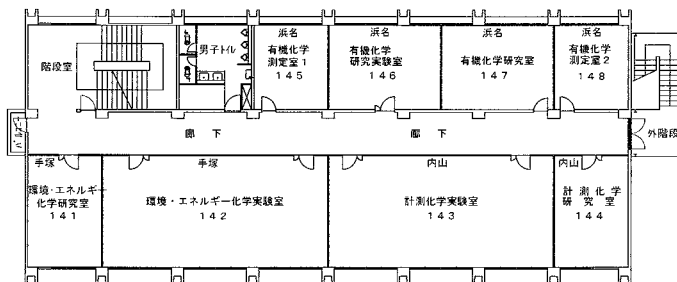 階段室
男子トイレ
浜名
有機化学
測定室1
145
浜名
有機化学
研究実験室
146
浜名
有機化学研究室
147
浜名
有機化学
測定室2
148
バルコニー
廊 下
廊 下
外階段
手塚
環境・エネルギー
化学研究室
141
手塚
環境・エネルギー化学実験室
142
内山
計測化学実験室
143
内山
計測化学
研究室
144